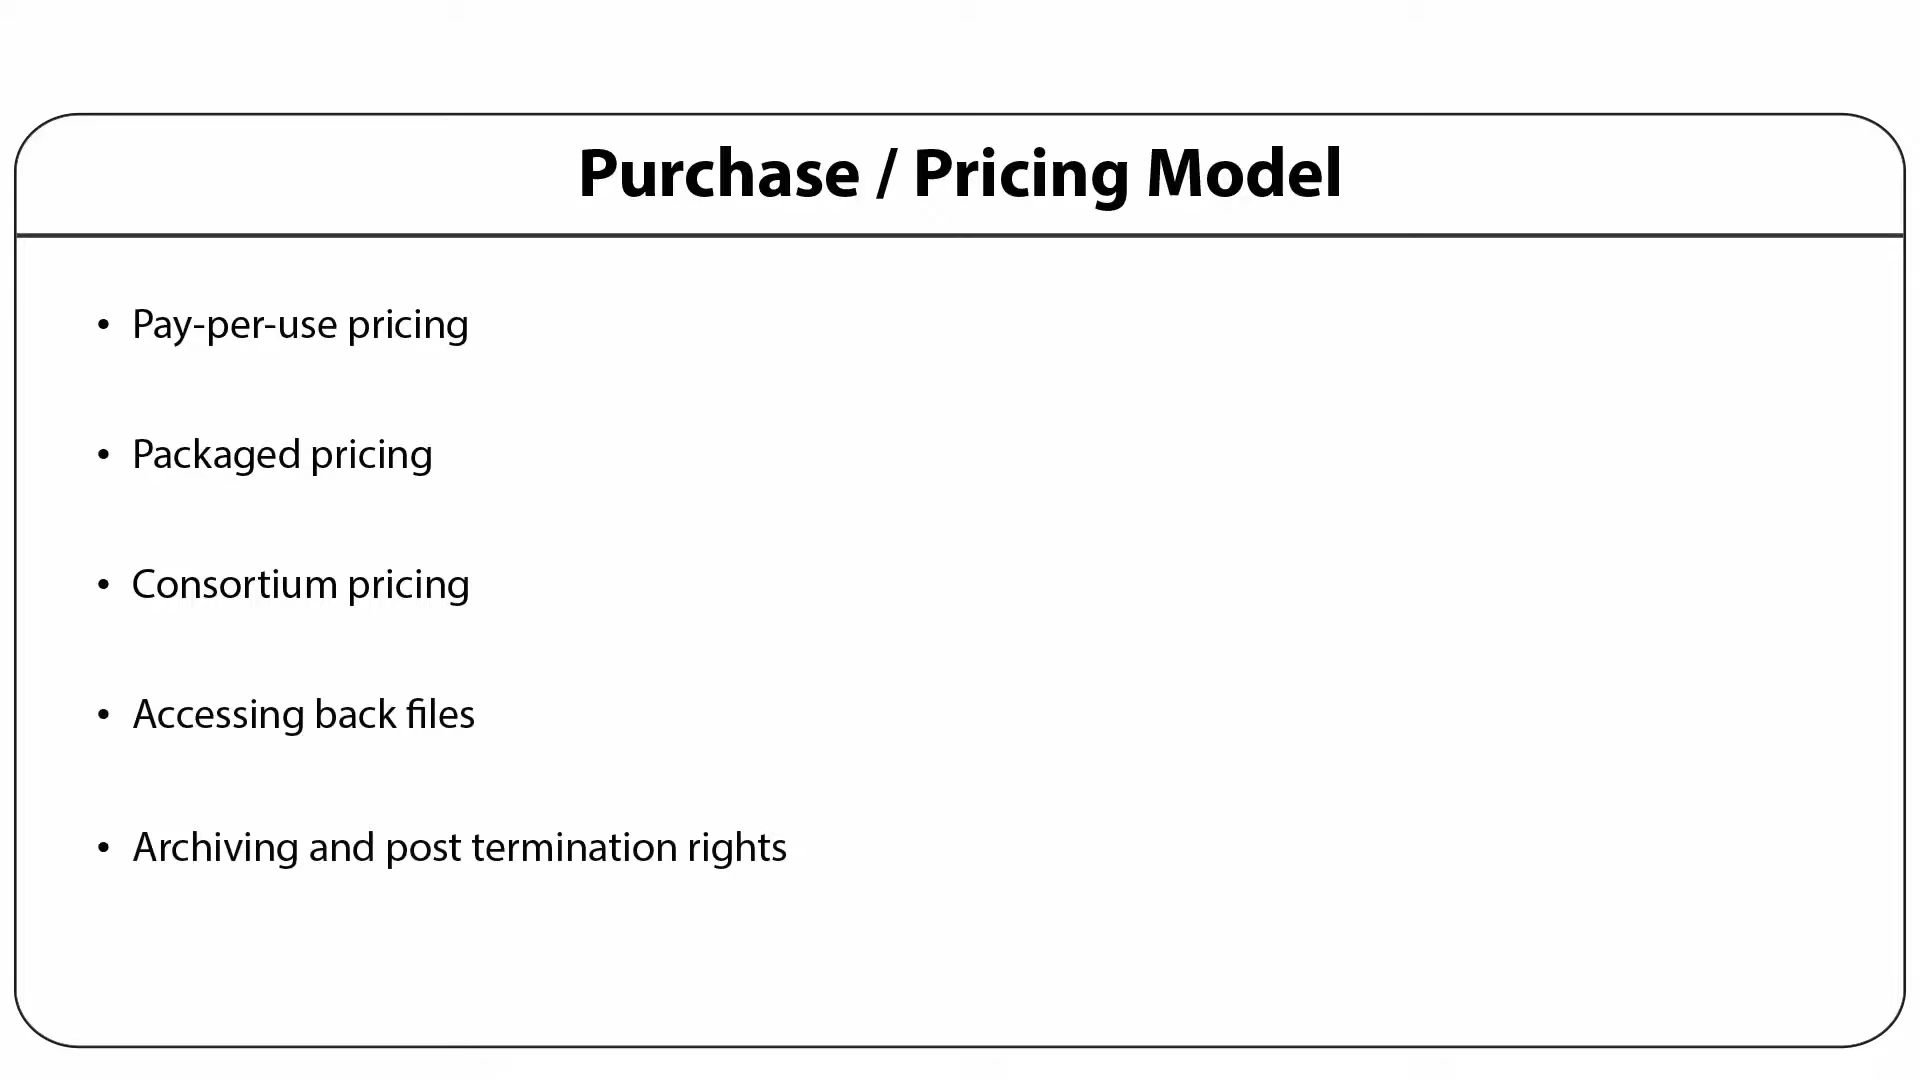 Purchase / Pricing Model
• Pay-per-use pricing
• Packaged pricing
• Consortium pricing
• Accessing back files
• Archiving and post termination rights